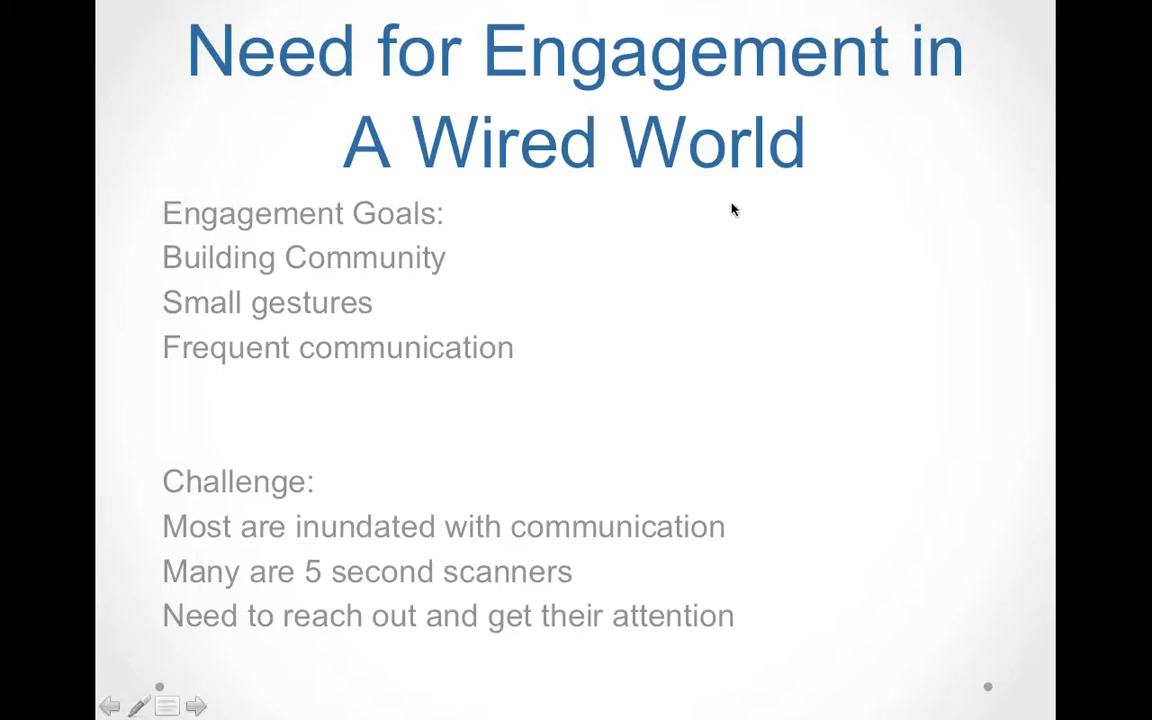 Need for Engagement in
A Wired World
Engagement Goals:
Building Community
Small gestures
Frequent communication
Challenge:
Most are inundated with communication
Many are 5 second scanners
Need to reach out and get their attention